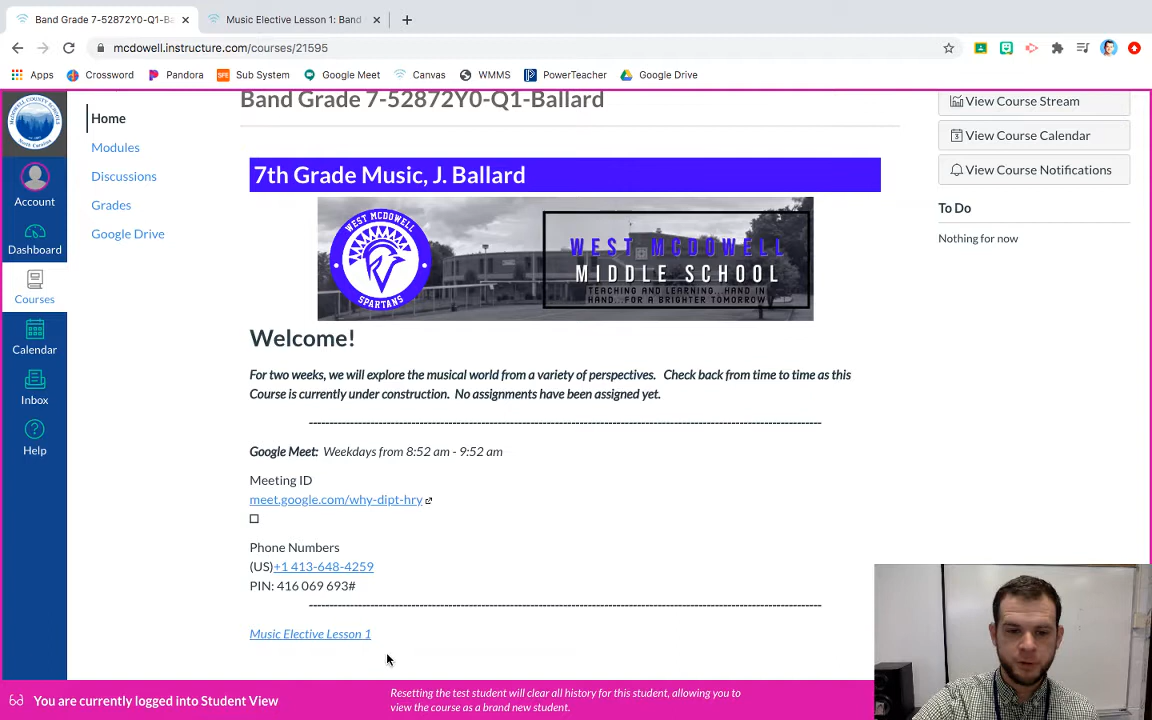 Band Grade 7-52872Y0-Q1-Ba
Music Elective Lesson 1: Band
mcdowell.instructure.com/courses/21595
Apps Crossword Pandora Sub System Google Meet Canvas WMMS PowerTeacher Google Drive
Band Grade 7-52872Y0-Q1-Ballard
Account
Dashboard
Courses
Calendar
Inbox
Help
Home
Modules
Discussions
Grades
Google Drive
7th Grade Music, J. Ballard
WEST MCDOWELL
SPARTANS
WEST MCDOWELL
MIDDLE SCHOOL
TEACHING AND LEARNING...HAND IN
HAND...FOR A BRIGHTER TOMORROW
Welcome!
For two weeks, we will explore the musical world from a variety of perspectives. Check back from time to time as this
Course is currently under construction. No assignments have been assigned yet.
Google Meet: Weekdays from 8:52 am - 9:52 am
Meeting ID
meet.google.com/why-dipt-hry
Phone Numbers
(US)+1 413-648-4259
PIN: 416 069 693#
Music Elective Lesson 1
View Course Stream
View Course Calendar
View Course Notifications
To Do
Nothing for now
You are currently logged into Student View
Resetting the test student will clear all history for this student, allowing you to
view the course as a brand new student.